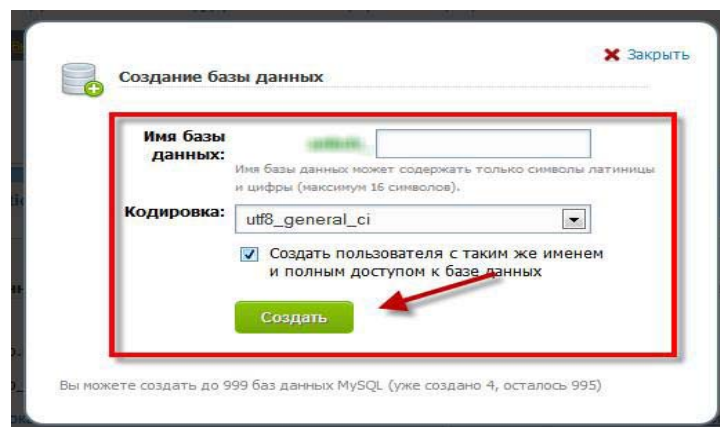 Закрыть
Создание базы данных
Имя базы
данных:
Имя базы данных может содержать только символы латиницы
и цифры (максимум 16 символов).
Кодировка:
utf8_general_ci
Создать пользователя с таким же именем
и полным доступом к базе данных
Создать
Вы можете создать до 999 баз данных MySQL (уже создано 4, осталось 995)